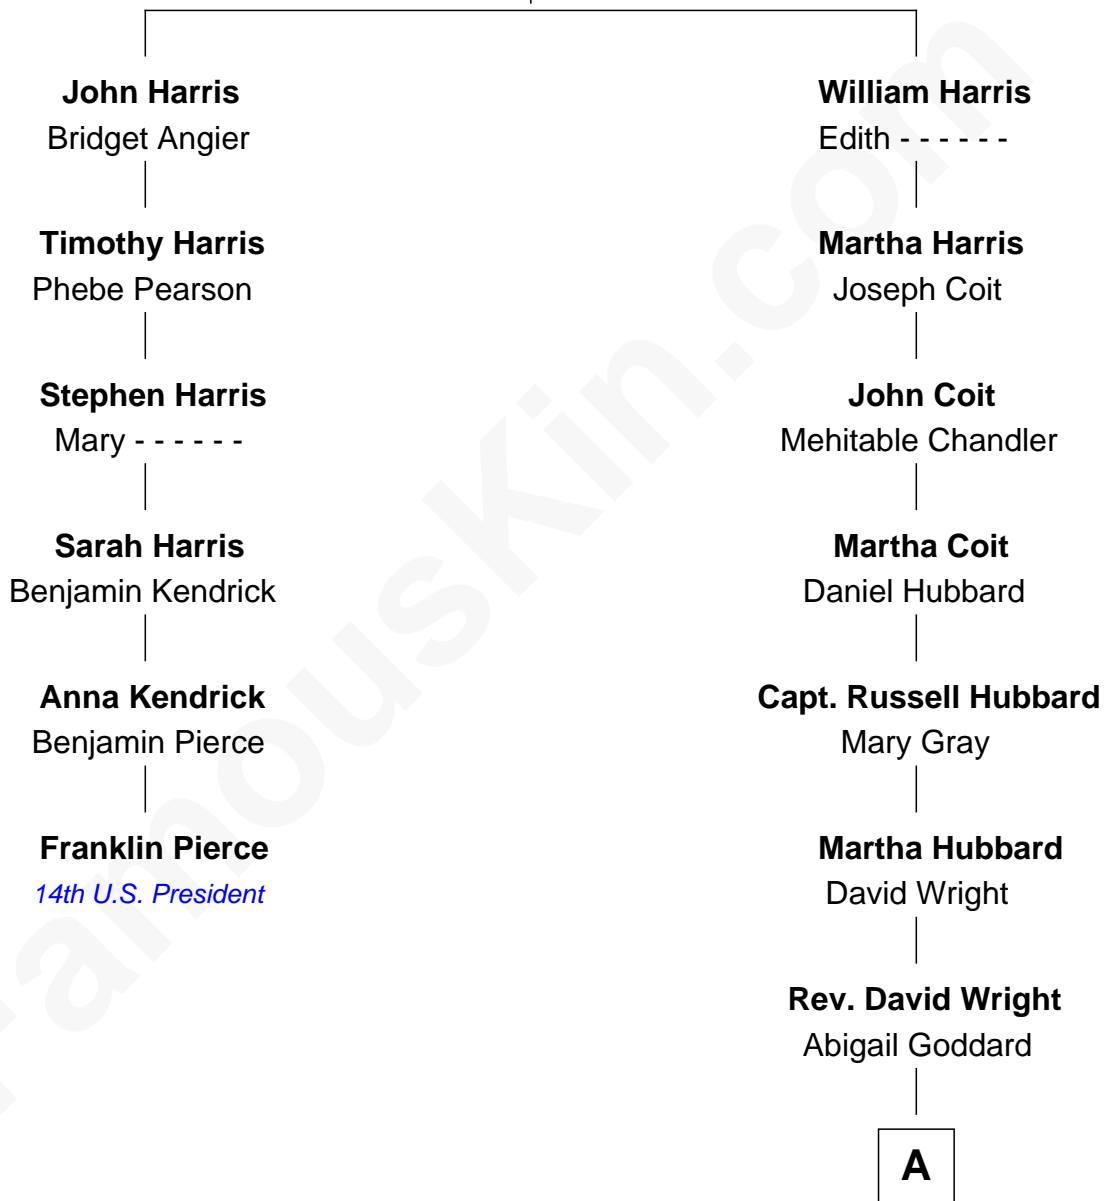 John Harris
Bridget Angier
Timothy Harris
Phebe Pearson
Stephen Harris
Mary - - - - - -
Sarah Harris
Benjamin Kendrick
Anna Kendrick
Benjamin Pierce
Franklin Pierce
14th U.S. President
William Harris
Edith - - - - - -
Martha Harris
Joseph Coit
John Coit
Mehitable Chandler
Martha Coit
Daniel Hubbard
Capt. Russell Hubbard
Mary Gray
Martha Hubbard
David Wright
Rev. David Wright
Abigail Goddard
A
FamousKin.com